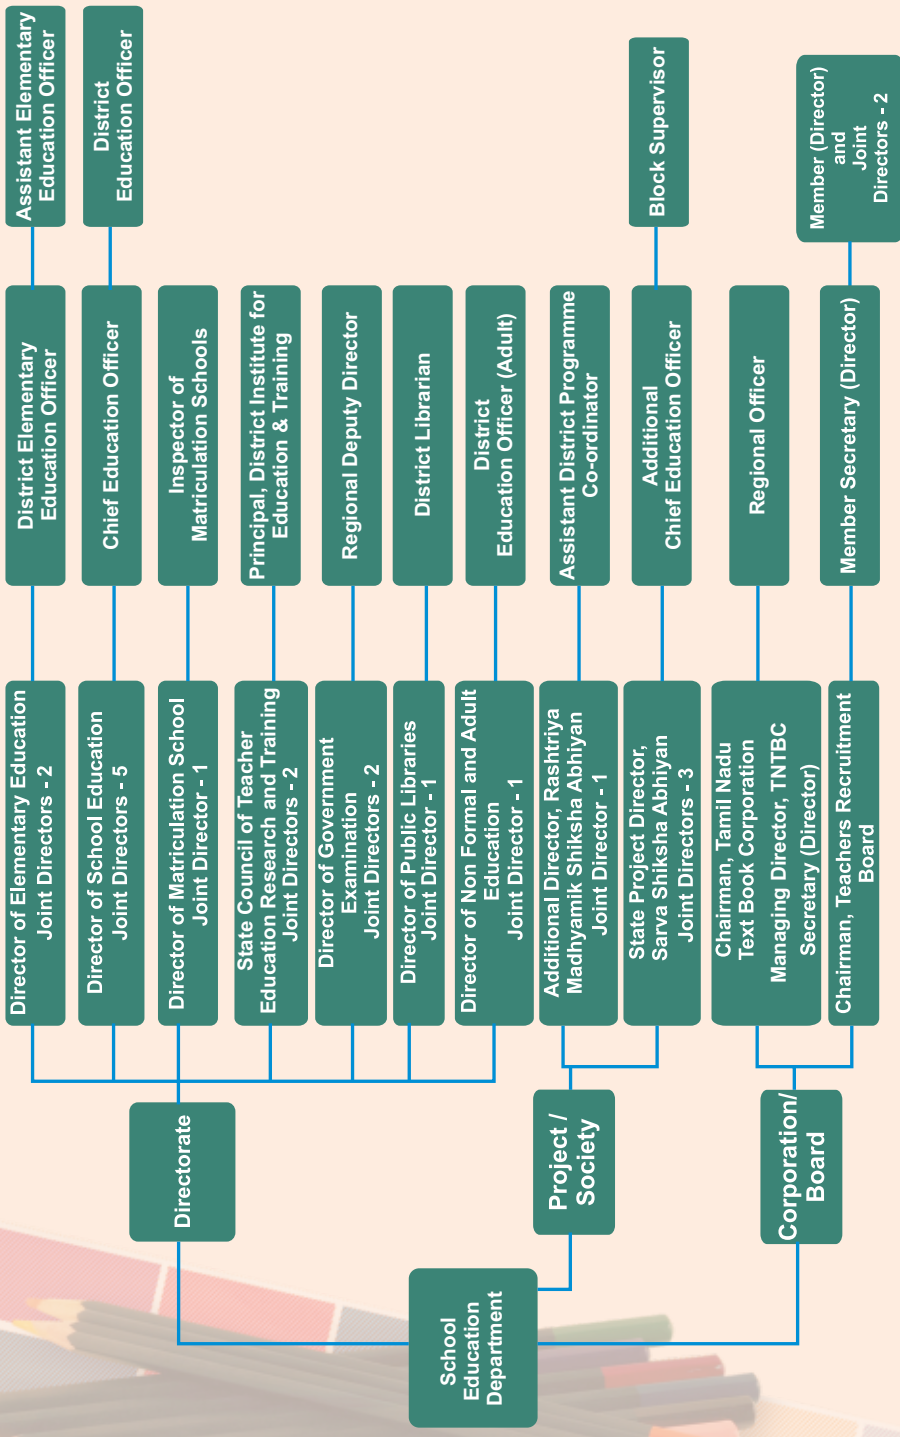 School
Education
Department
Directorate
Project /
Society
Corporation/
Board
Director of Elementary Education
Joint Directors - 2
Director of School Education
Joint Directors - 5
Director of Matriculation School
Joint Director - 1
State Council of Teacher
Education Research and Training
Joint Directors - 2
Director of Government
Examination
Joint Directors - 2
Director of Public Libraries
Joint Director - 1
Director of Non Formal and Adult
Education
Joint Director - 1
Additional Director, Rashtriya
Madhyamik Shiksha Abhiyan
Joint Director - 1
State Project Director,
Sarva Shiksha Abhiyan
Joint Directors - 3
Chairman, Tamil Nadu
Text Book Corporation
Managing Director, TNTBC
Secretary (Director)
Chairman, Teachers Recruitment
Board
District Elementary
Education Officer
Chief Education Officer
Inspector of
Matriculation Schools
Principal, District Institute for
Education & Training
Regional Deputy Director
District Librarian
District
Education Officer (Adult)
Assistant District Programme
Co-ordinator
Additional
Chief Education Officer
Regional Officer
Member Secretary (Director)
Assistant Elementary
Education Officer
District
Education Officer
Block Supervisor
Member (Director)
and
Joint
Directors - 2